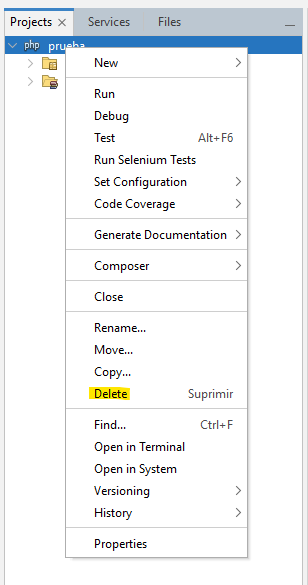 Projects × Services Files
php prueba
New
Run
Debug
Test Alt+F6
Run Selenium Tests
Set Configuration
Code Coverage
Generate Documentation
Composer
Close
Rename...
Move...
Copy...
Delete Suprimir
Find... Ctrl+F
Open in Terminal
Open in System
Versioning
History
Properties